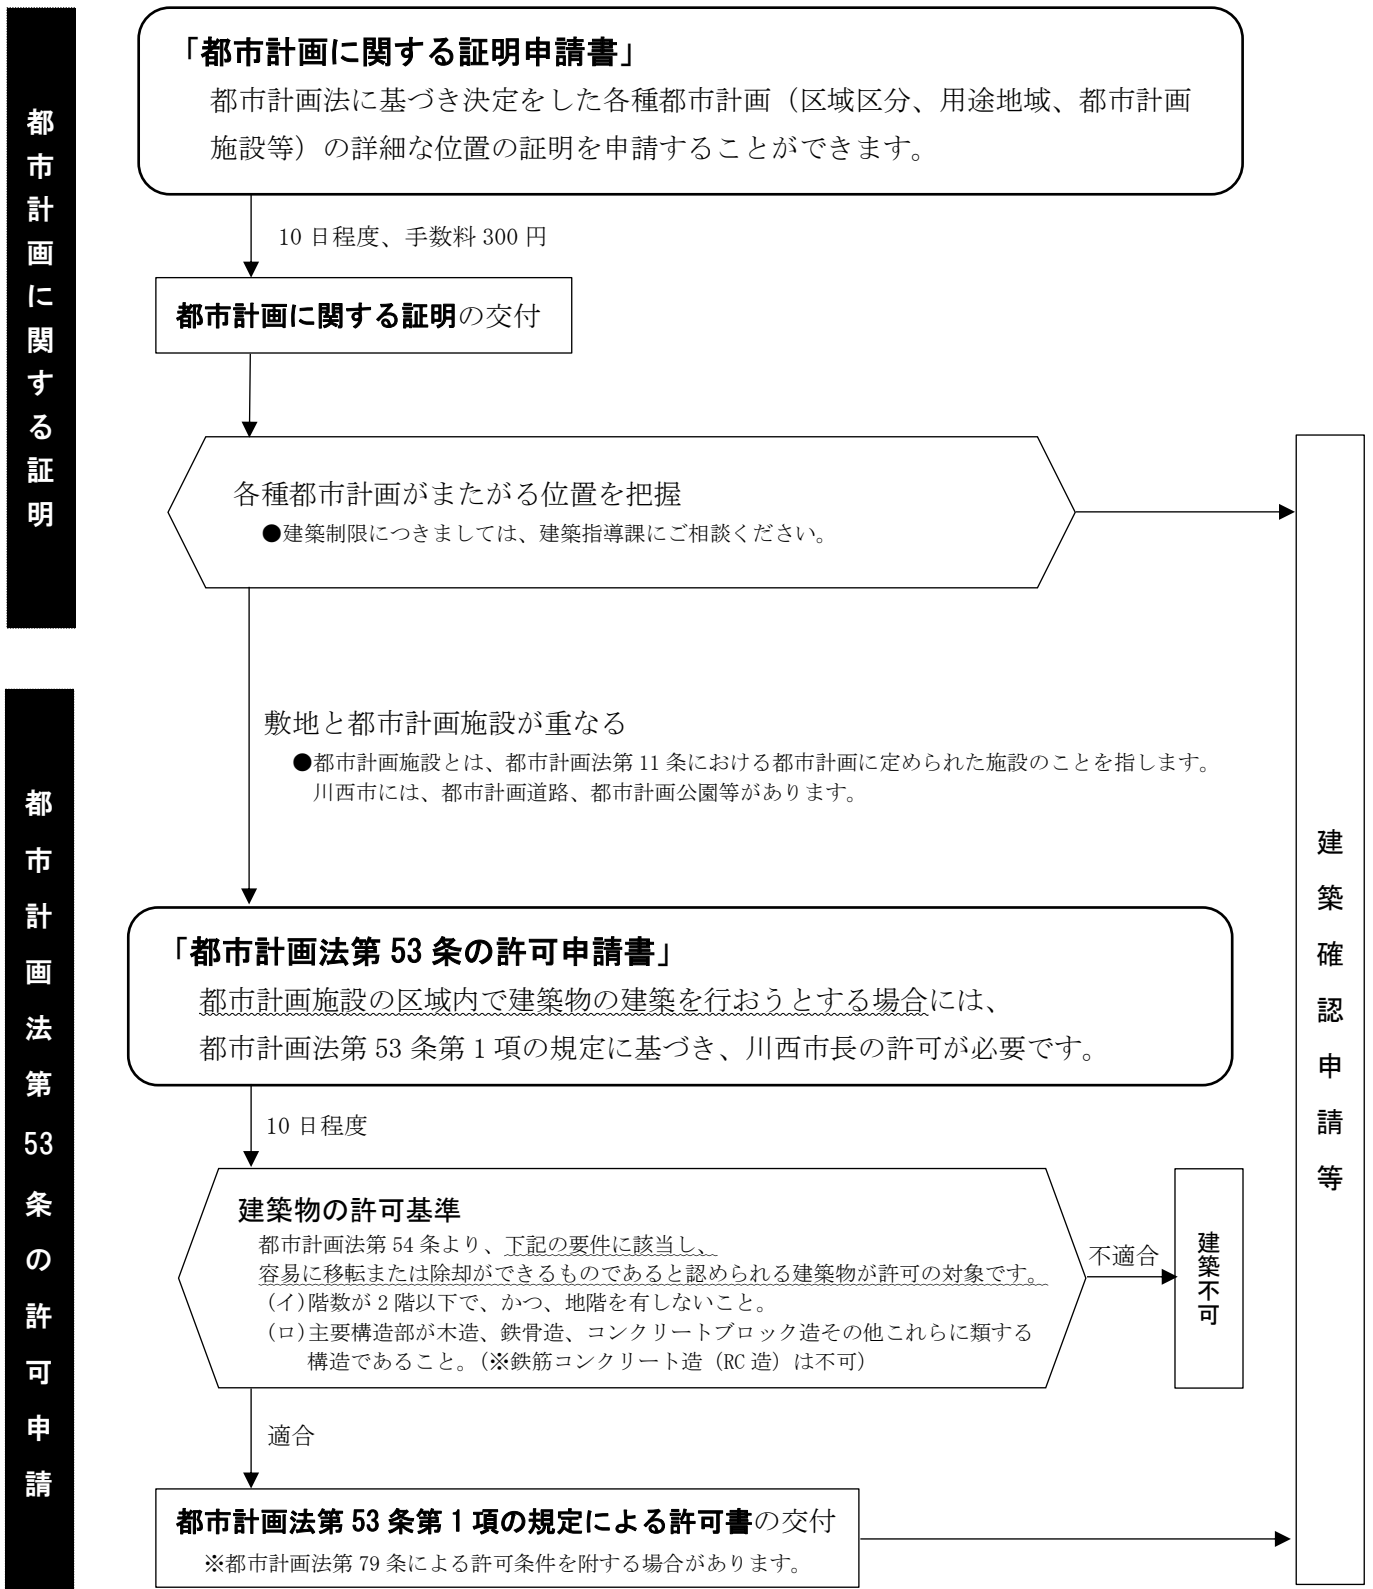 都市計画に関する証明
「都市計画に関する証明申請書」
都市計画法に基づき決定をした各種都市計画（区域区分、用途地域、都市計画
施設等）の詳細な位置の証明を申請することができます。
10 日程度、手数料 300 円
都市計画に関する証明の交付
各種都市計画がまたがる位置を把握
●建築制限につきましては、建築指導課にご相談ください。
敷地と都市計画施設が重なる
●都市計画施設とは、都市計画法第 11 条における都市計画に定められた施設のことを指します。
川西市には、都市計画道路、都市計画公園等があります。
都市計画法第 53 条の許可申請
「都市計画法第 53 条の許可申請書」
都市計画施設の区域内で建築物の建築を行おうとする場合には、
都市計画法第 53 条第 1 項の規定に基づき、川西市長の許可が必要です。
10 日程度
建築物の許可基準
都市計画法第 54 条より、下記の要件に該当し、
容易に移転または除却ができるものであると認められる建築物が許可の対象です。
(イ)階数が 2 階以下で、かつ、地階を有しないこと。
(ロ)主要構造部が木造、鉄骨造、コンクリートブロック造その他これらに類する
構造であること。(※鉄筋コンクリート造（RC 造）は不可)
不適合
建築不可
適合
都市計画法第 53 条第 1 項の規定による許可書の交付
※都市計画法第 79 条による許可条件を附する場合があります。
建築確認申請等